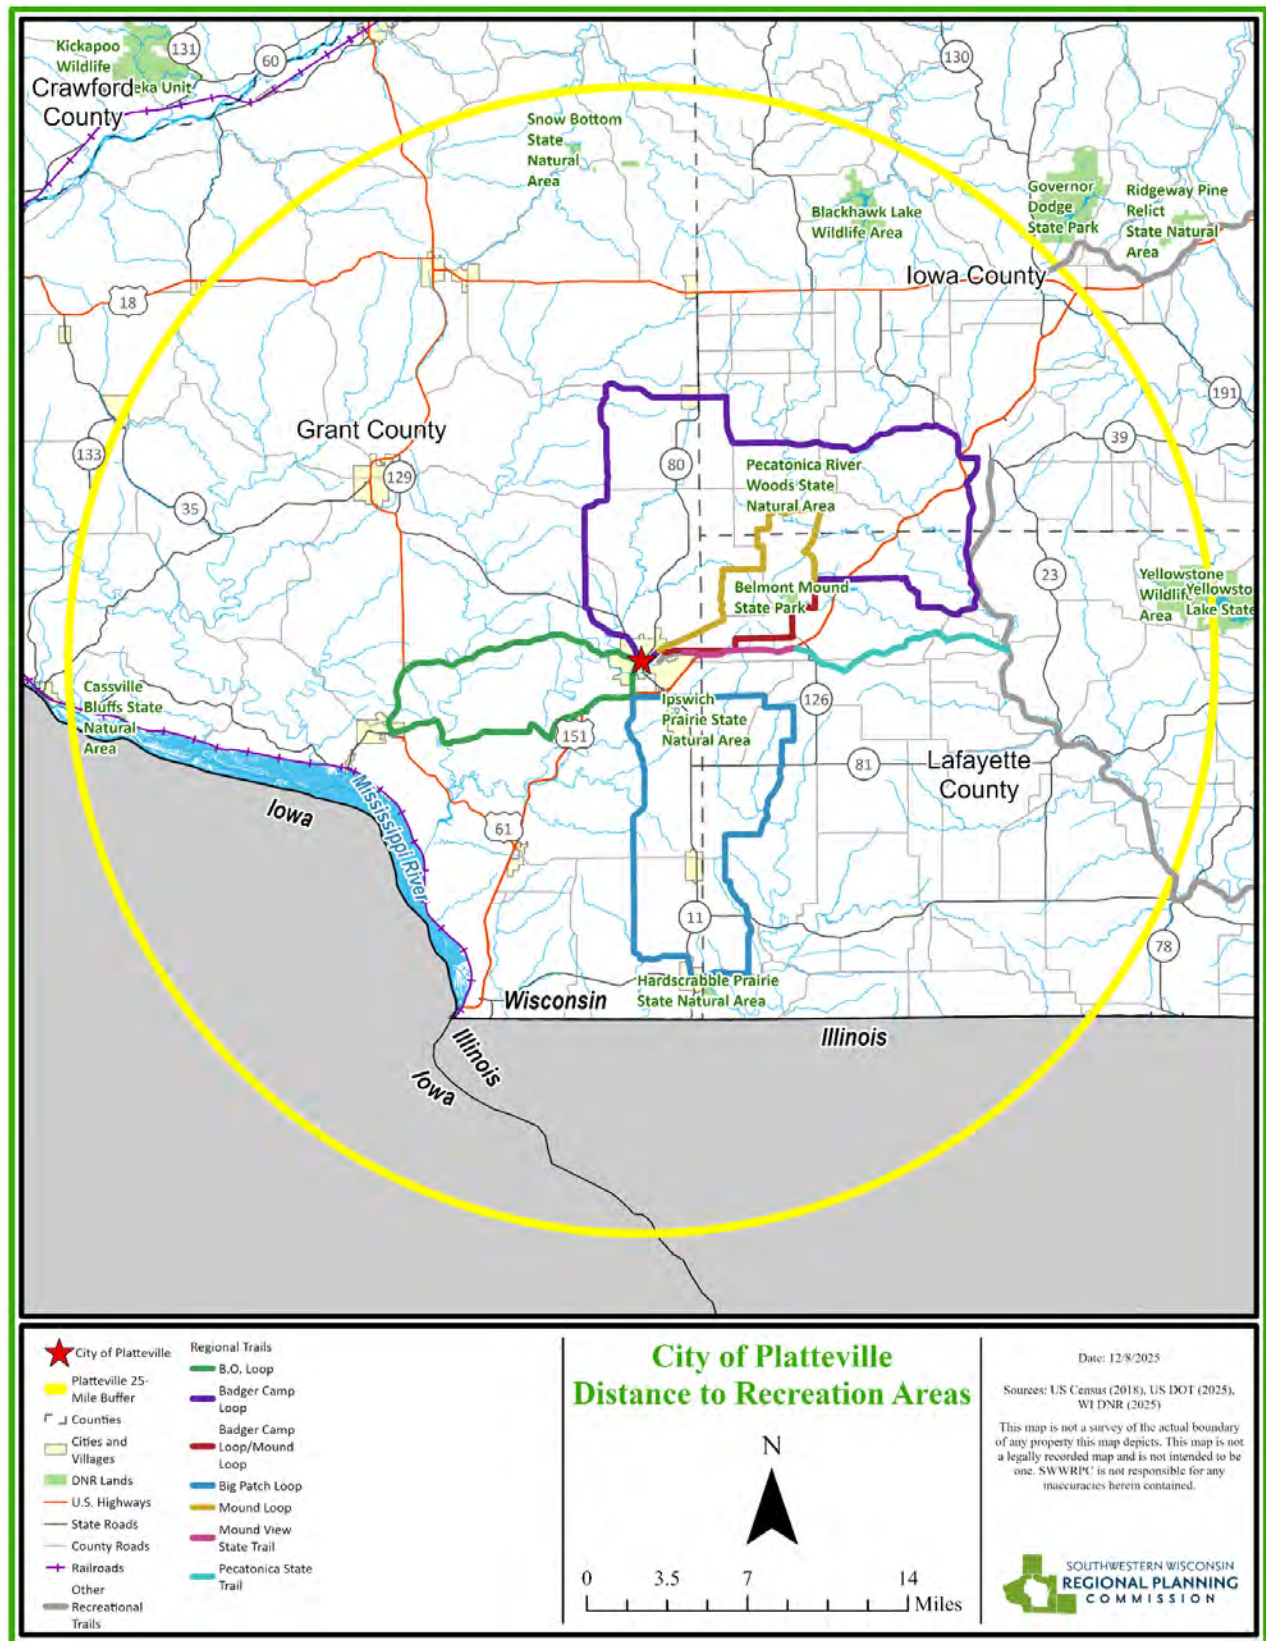 Kickapoo
Wildlife
eka Unit
Crawford
County
131
60
130
Snow Bottom
State
Natural
Area
Blackhawk Lake
Wildlife Area
Governor
Dodge
State Park
Ridgeway Pine
Relict
State Natural
Area
Iowa County
18
191
Grant County
133
129
80
39
35
Pecatonica River
Woods State
Natural Area
23
Belmont Mound
State Park
Yellowstone
Wildlife
Area
Yellowsto
Lake State
Cassville
Bluffs State
Natural
Area
Ipswich
Prairie State
Natural Area
126
151
81
Lafayette
County
Mississippi River
Iowa
61
11
78
Hardscrabble Prairie
State Natural Area
Wisconsin
Illinois
Illinois
Iowa
City of Platteville
Platteville 25-
Mile Buffer
Counties
Cities and
Villages
DNR Lands
U.S. Highways
State Roads
County Roads
Railroads
Other
Recreational
Trails
Regional Trails
B.O. Loop
Badger Camp
Loop
Badger Camp
Loop/Mound
Loop
Big Patch Loop
Mound Loop
Mound View
State Trail
Pecatonica State
Trail
City of Platteville
Distance to Recreation Areas
N
0 3.5 7 14
Miles
Date: 12/8/2025
Sources: US Census (2018), US DOT (2025),
WI DNR (2025)
This map is not a survey of the actual boundary
of any property this map depicts. This map is not
a legally recorded map and is not intended to be
one. SWWRPC is not responsible for any
inaccuracies herein contained.
SOUTHWESTERN WISCONSIN
REGIONAL PLANNING
COMMISSION